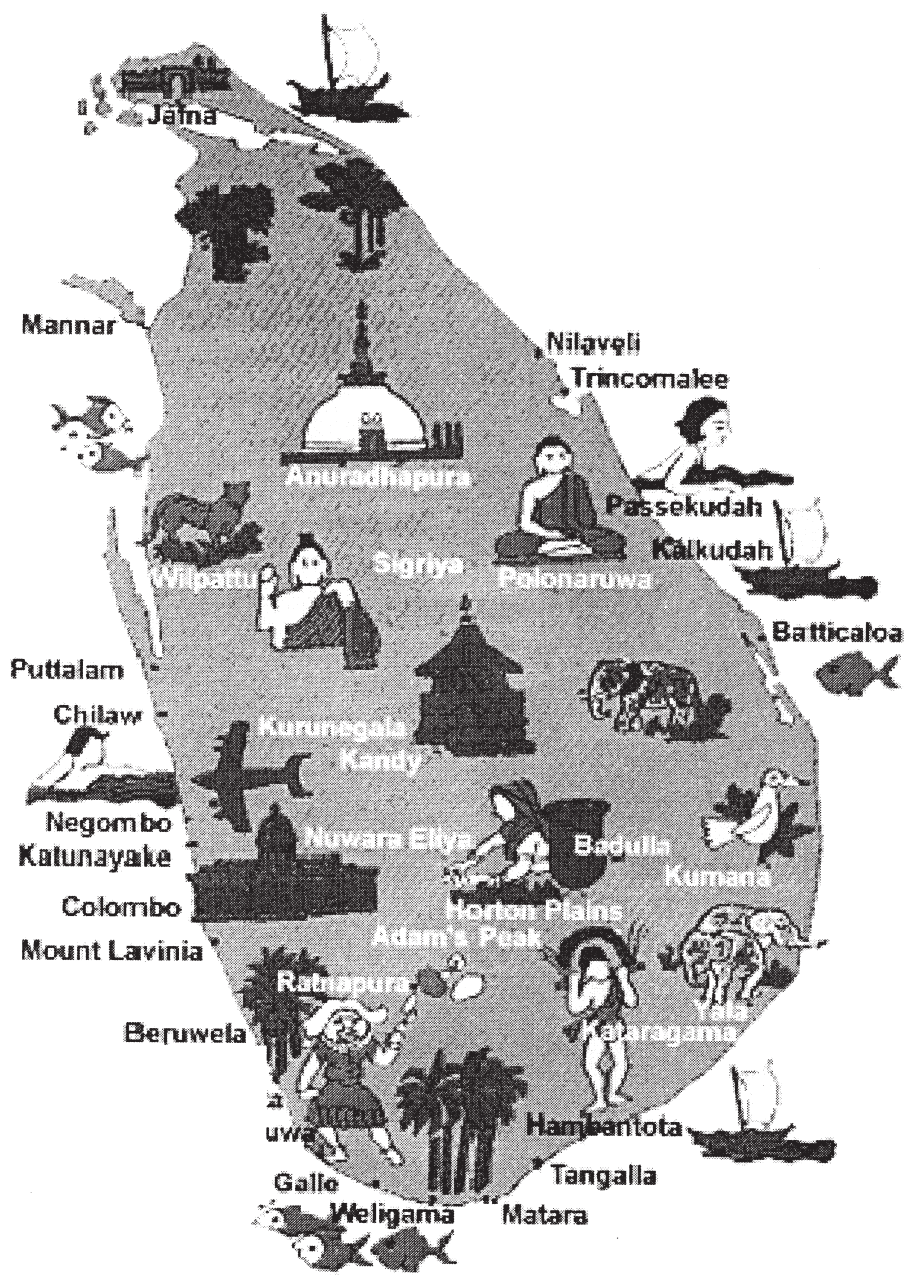 Jafna
Mannar
Nilaveli
Trincomalee
Anuradhapura
Passekudah
Kalkudah
Wilpattu
Sigriya
Polonaruwa
Batticaloa
Puttalam
Chilaw
Kurunegala
Kandy
Negombo
Katunayake
Nuwara Eliya
Badulla
Kumana
Colombo
Horton Plains
Adam's Peak
Mount Lavinia
Ratnapura
Yala
Beruwela
Kataragama
uwa
Hambantota
Tangalla
Galle
Weligama
Matara